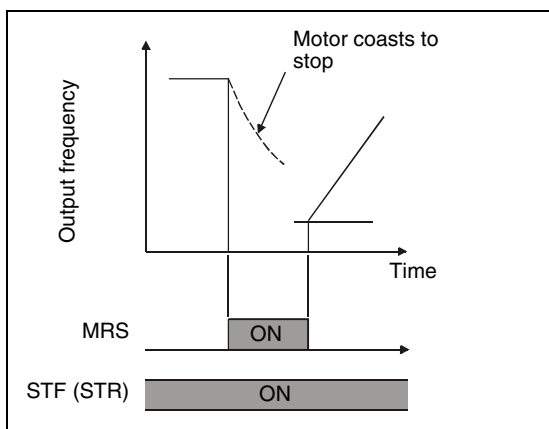 Motor coasts to
stop
Output frequency
Time
MRS
ON
STF (STR)
ON